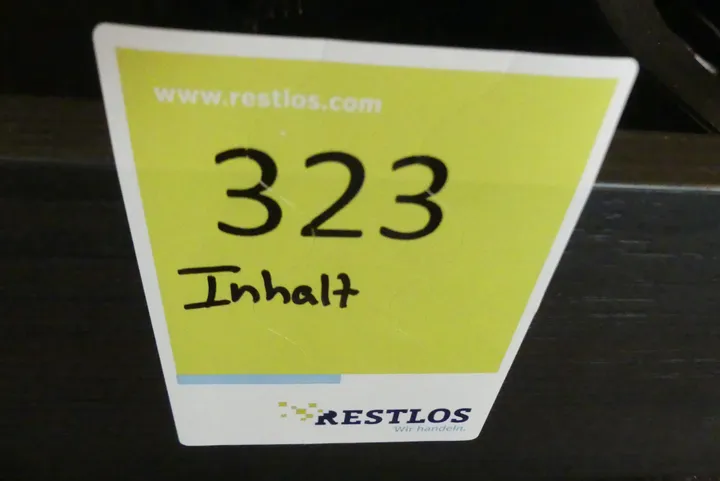 www.restlos.com
323
Inhalt
RESTLOS
Wir handeln.